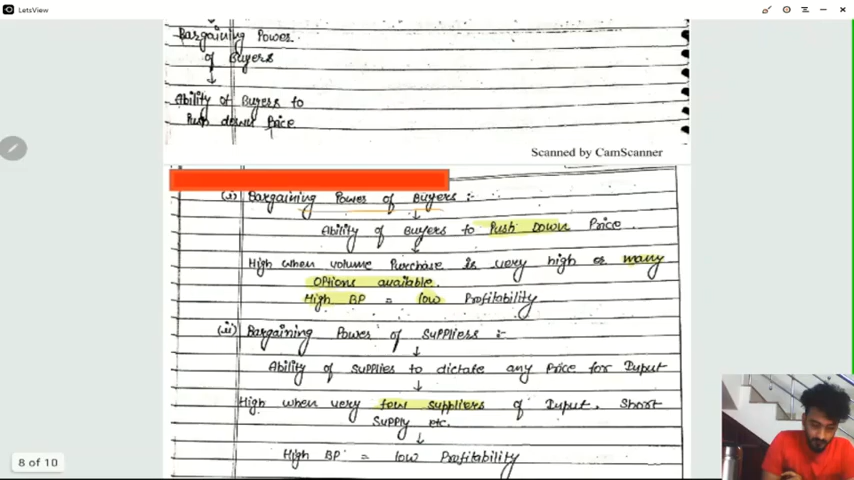 LetsView
Bargaining Power
of Buyers
Ability of Buyers to
Push down Price
Scanned by CamScanner
(i) Bargaining Power of Buyers :-
Ability of Buyers to Push Down Price
High when volume Purchase is very high or many
Options available.
High BP = low Profitability
(ii) Bargaining Power of Suppliers :-
Ability of supplies to dictate any Price for Input
High when very few suppliers of Input, Short
Supply etc.
High BP = low Profitability
8 of 10